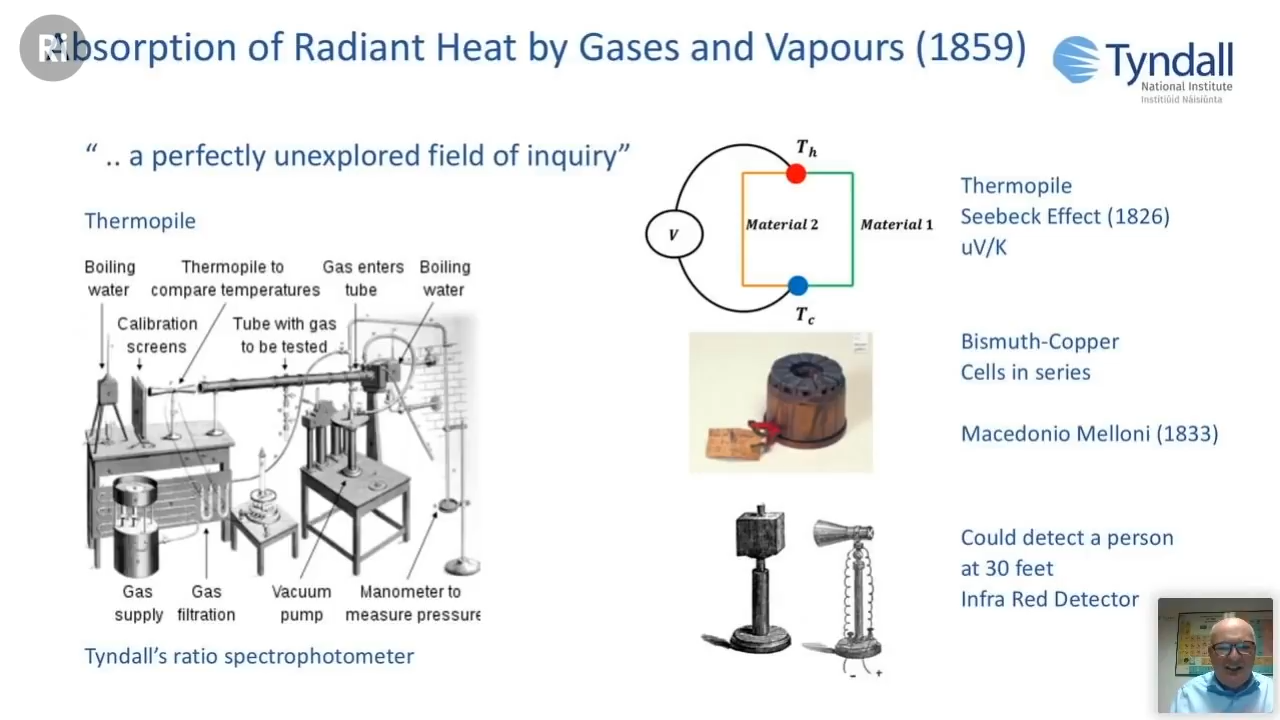 Ri
Absorption of Radiant Heat by Gases and Vapours (1859)
Tyndall
National Institute
Institiúid Náisiúnta
“ .. a perfectly unexplored field of inquiry”
Thermopile
Boiling
water
Thermopile to
compare temperatures
Gas enters
tube
Boiling
water
Calibration
screens
Tube with gas
to be tested
Gas
supply
Gas
filtration
Vacuum
pump
Manometer to
measure pressure
Tyndall’s ratio spectrophotometer
Th
V
Material 2
Material 1
Tc
Thermopile
Seebeck Effect (1826)
uV/K
Bismuth-Copper
Cells in series
Macedonio Melloni (1833)
Could detect a person
at 30 feet
Infra Red Detector
- +